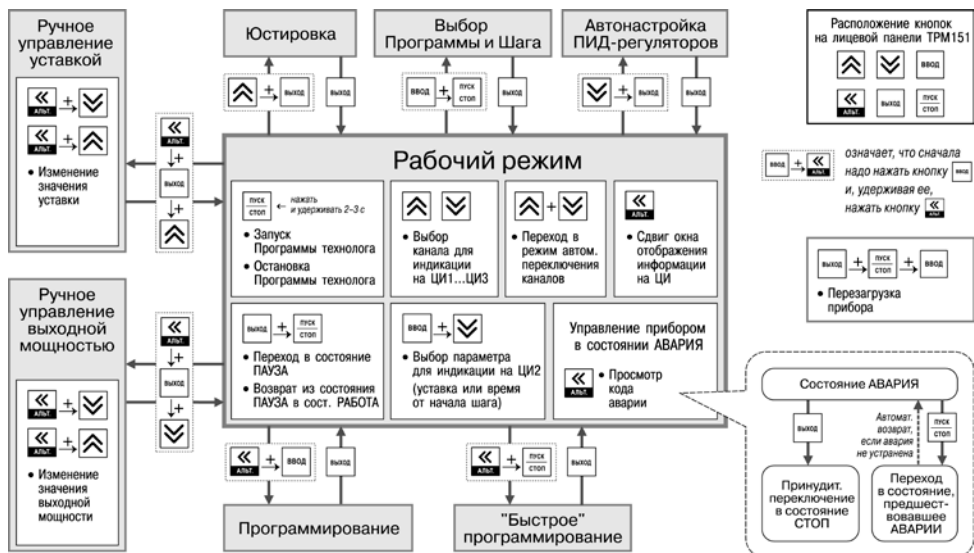 Ручное
управление
уставкой
АЛЬТ. +
АЛЬТ. +
• Изменение
значения
уставки
АЛЬТ.
+
ВЫХОД
+
Юстировка
+ ВЫХОД
ВЫХОД
Выбор
Программы и Шага
ВВОД + ПУСК СТОП
ВЫХОД
Автонастройка
ПИД-регуляторов
+ ВЫХОД
ВЫХОД
Расположение кнопок
на лицевой панели ТРМ151
ВВОД
АЛЬТ. ВЫХОД ПУСК СТОП
ВВОД + АЛЬТ.
означает, что сначала
надо нажать кнопку ВВОД
и, удерживая ее,
нажать кнопку АЛЬТ.
ВЫХОД + ПУСК СТОП + ВВОД
• Перезагрузка
прибора
Рабочий режим
ПУСК СТОП
нажать
и удерживать 2–3 с
• Запуск
Программы технолога
• Остановка
Программы технолога
• Выбор
канала для
индикации
на ЦИ1...ЦИ3
+
• Переход в
режим автом.
переключения
каналов
АЛЬТ.
• Сдвиг окна
отображения
информации
на ЦИ
ВЫХОД + ПУСК СТОП
• Переход в состояние
ПАУЗА
• Возврат из состояния
ПАУЗА в сост. РАБОТА
ВВОД +
• Выбор параметра
для индикации на ЦИ2
(уставка или время
от начала шага)
Управление прибором
в состоянии АВАРИЯ
АЛЬТ.
• Просмотр
кода
аварии
Ручное
управление
выходной
мощностью
АЛЬТ. +
АЛЬТ. +
• Изменение
значения
выходной
мощности
АЛЬТ.
+
ВЫХОД
+
АЛЬТ. + ВВОД
ВЫХОД
Программирование
АЛЬТ. + ПУСК СТОП
ВЫХОД
"Быстрое"
программирование
Состояние АВАРИЯ
ВЫХОД
Автомат.
возврат,
если авария
не устранена
ПУСК СТОП
Принудит.
переключение
в состояние
СТОП
Переход
в состояние,
предшест-
вовавшее
АВАРИИ